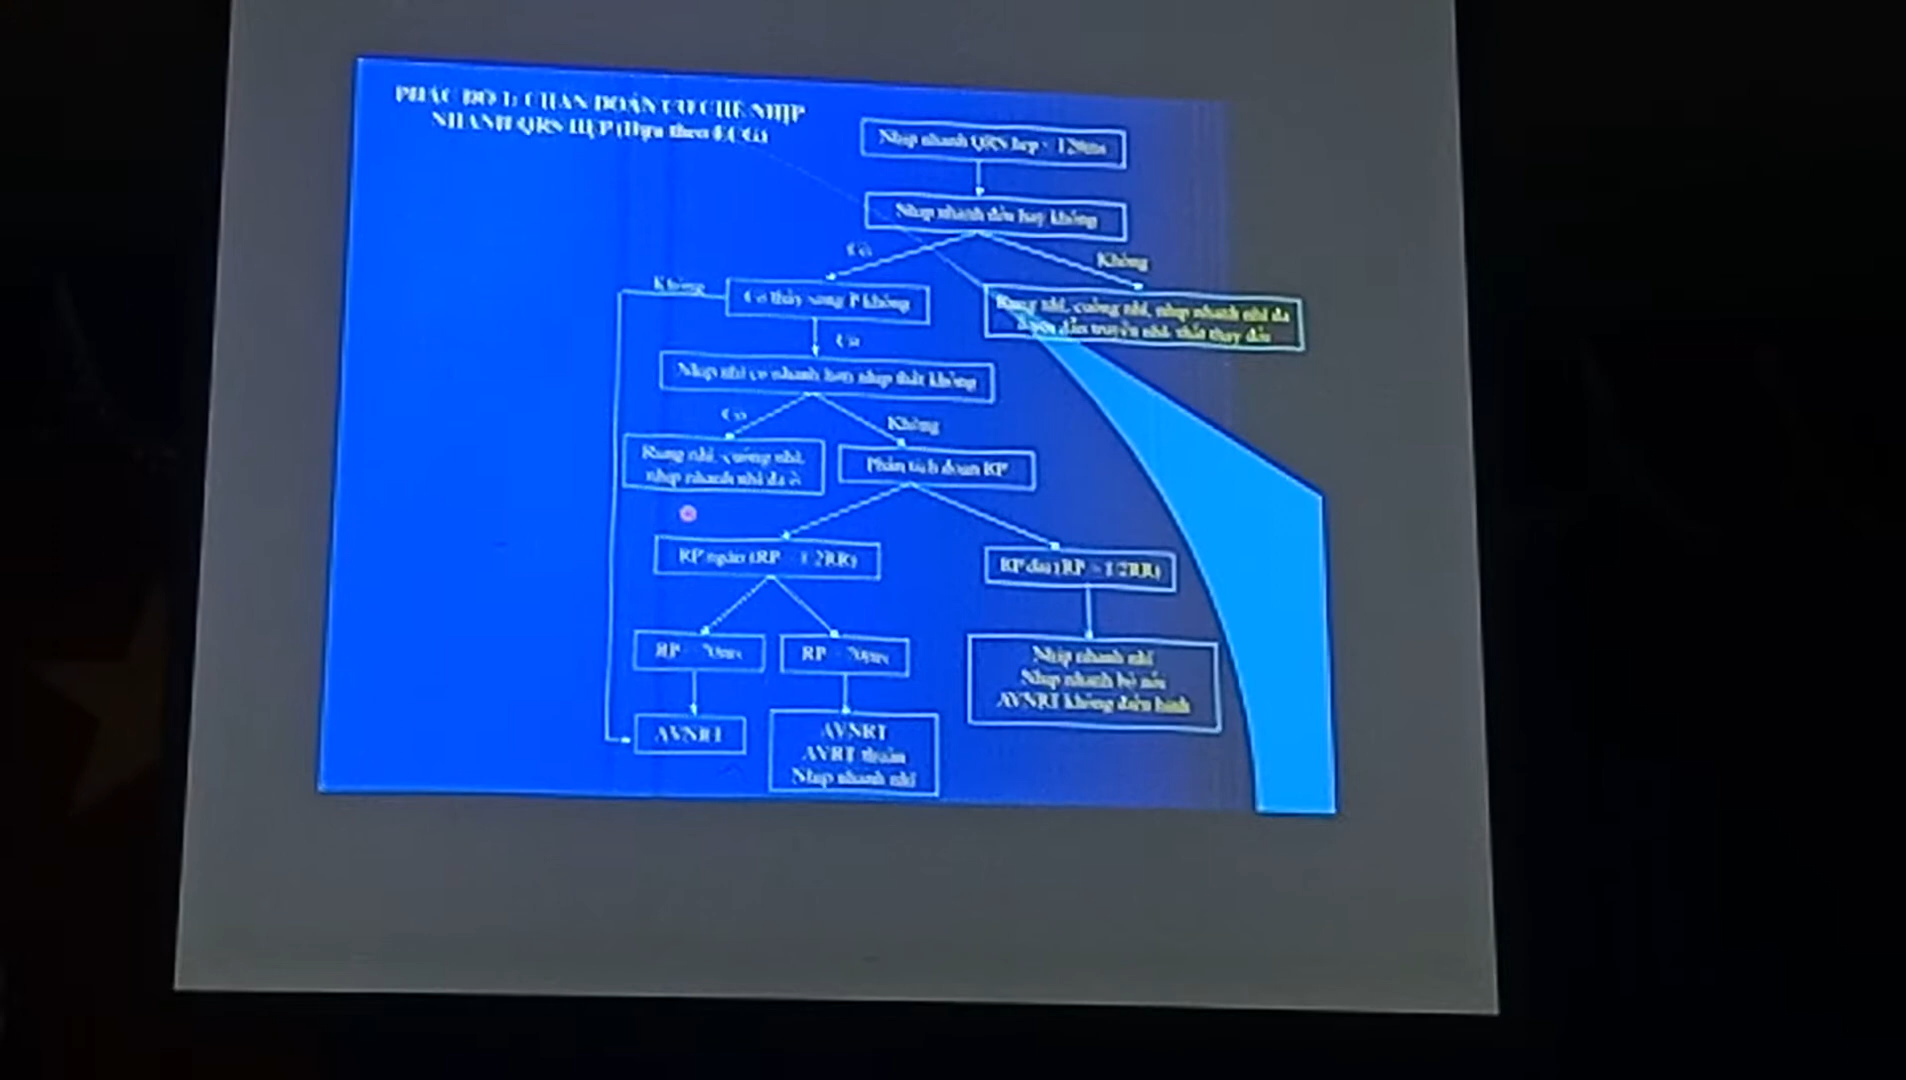 PHÁC ĐỒ 1: CHẨN ĐOÁN CƠ CHẾ NHỊP
NHANH QRS HẸP (Dựa theo ECG)
Nhịp nhanh QRS hẹp 120ms
Nhịp nhanh đều hay không
Có
Không
Không
Có thấy sóng P không
Rung nhĩ, cuồng nhĩ, nhịp nhanh nhĩ đa
dẫn truyền nhĩ thất thay đổi
Có
Nhịp nhĩ có nhanh hơn nhịp thất không
Có
Không
Rung nhĩ, cuồng nhĩ,
nhịp nhanh nhĩ đa ổ
Phân tích đoạn RP
RP ngắn (RP 1/2RR)
RP dài (RP > 1/2RR)
RP 70ms
RP 70ms
Nhịp nhanh nhĩ
Nhịp nhanh bộ nối
AVNRT không điển hình
AVNRT
AVNRT
AVRT thuận
Nhịp nhanh nhĩ